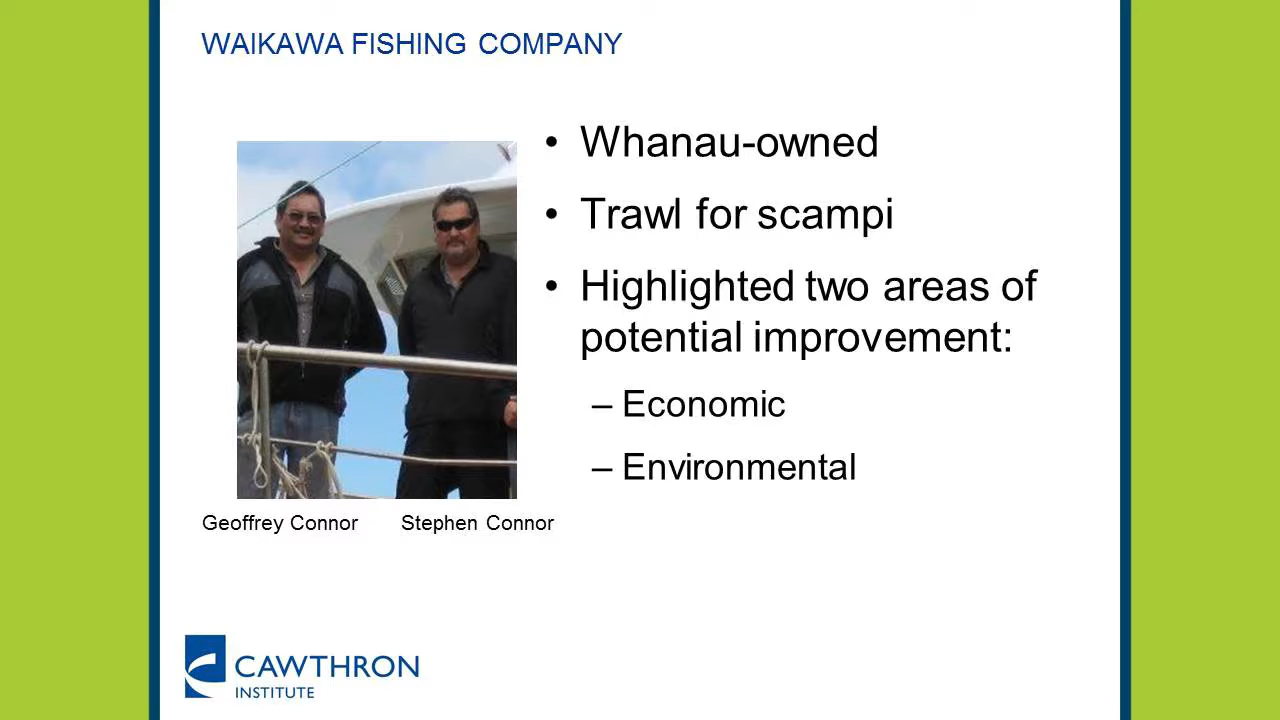 WAIKAWA FISHING COMPANY
• Whanau-owned
• Trawl for scampi
• Highlighted two areas of
potential improvement:
– Economic
– Environmental
Geoffrey Connor Stephen Connor
CAWTHRON
INSTITUTE